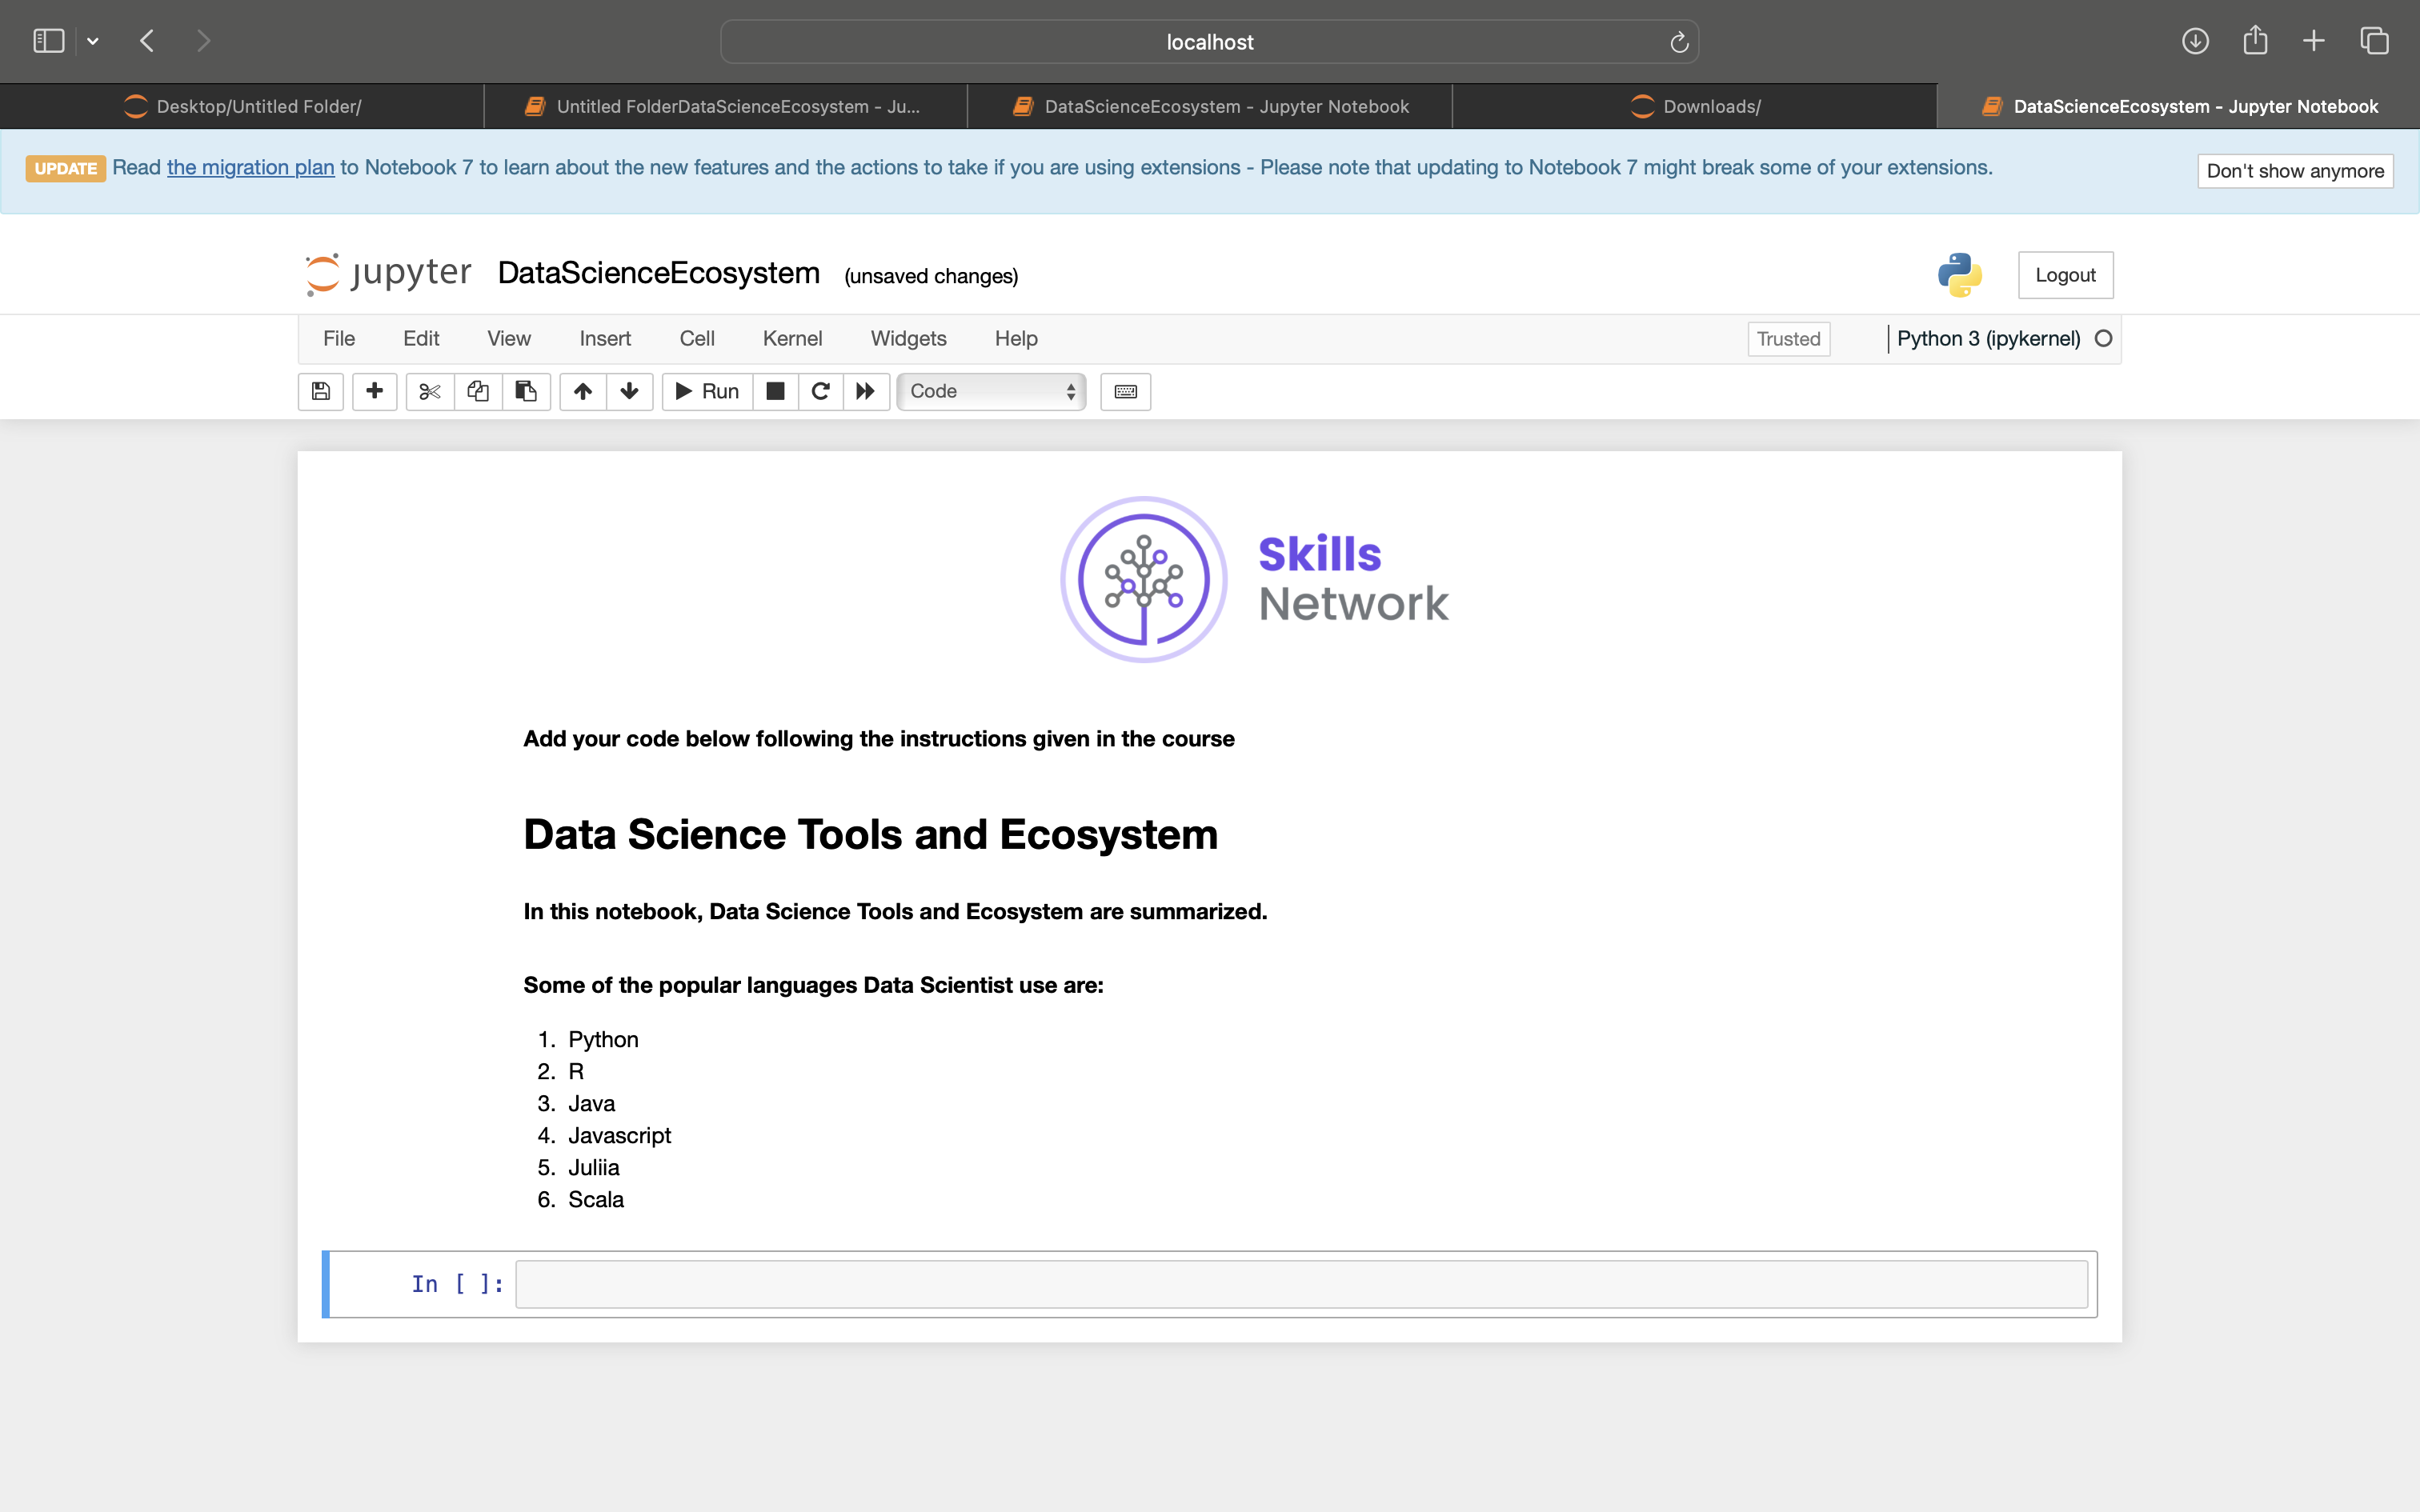 localhost
Desktop/Untitled Folder/
Untitled FolderDataScienceEcosystem - Ju...
DataScienceEcosystem - Jupyter Notebook
Downloads/
DataScienceEcosystem - Jupyter Notebook
UPDATE Read the migration plan to Notebook 7 to learn about the new features and the actions to take if you are using extensions - Please note that updating to Notebook 7 might break some of your extensions.
Don't show anymore
jupyter DataScienceEcosystem (unsaved changes)
Logout
File Edit View Insert Cell Kernel Widgets Help
Trusted
Python 3 (ipykernel)
Run
Code
Skills
Network
Add your code below following the instructions given in the course
Data Science Tools and Ecosystem
In this notebook, Data Science Tools and Ecosystem are summarized.
Some of the popular languages Data Scientist use are:
1. Python
2. R
3. Java
4. Javascript
5. Juliia
6. Scala
In [ ]: